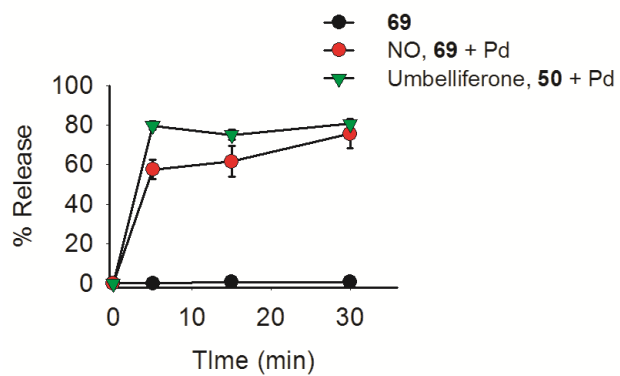 69
NO, 69 + Pd
Umbelliferone, 50 + Pd
100
80
60
40
20
0
% Release
0 10 20 30
TIme (min)